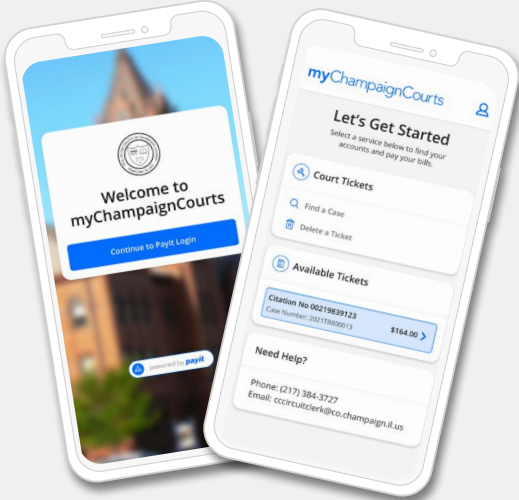 Welcome to
myChampaignCourts
Continue to PayIt Login
powered by payit
myChampaignCourts
Let's Get Started
Select a service below to find your
accounts and pay your bills.
Court Tickets
Find a Case
Delete a Ticket
Available Tickets
Citation No 00219839123
Case Number: 2021TR800013
$164.00
Need Help?
Phone: (217) 384-3727
Email: cccircuitclerk@co.champaign.il.us